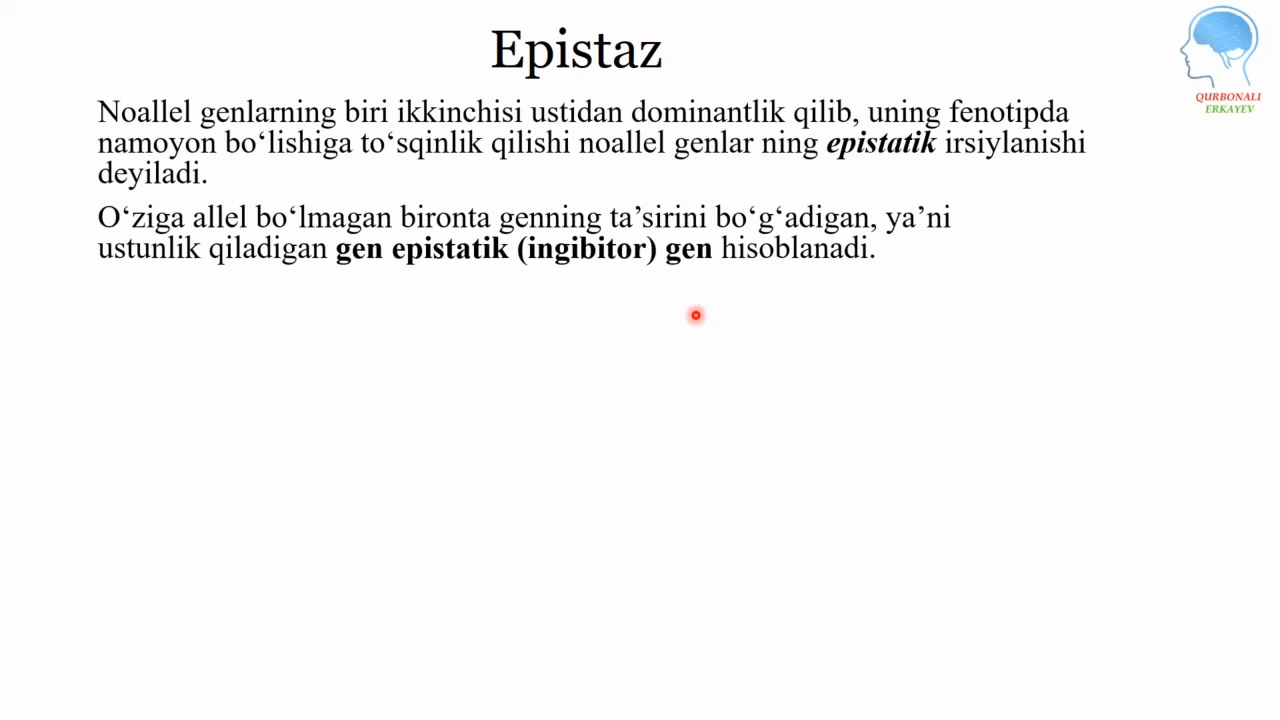 Epistaz
QURBONALI
ERKAYEV
Noallel genlarning biri ikkinchisi ustidan dominantlik qilib, uning fenotipda
namoyon bo‘lishiga to‘sqinlik qilishi noallel genlar ning epistatik irsiylanishi
deyiladi.
O‘ziga allel bo‘lmagan bironta genning ta’sirini bo‘g‘adigan, ya’ni
ustunlik qiladigan gen epistatik (ingibitor) gen hisoblanadi.